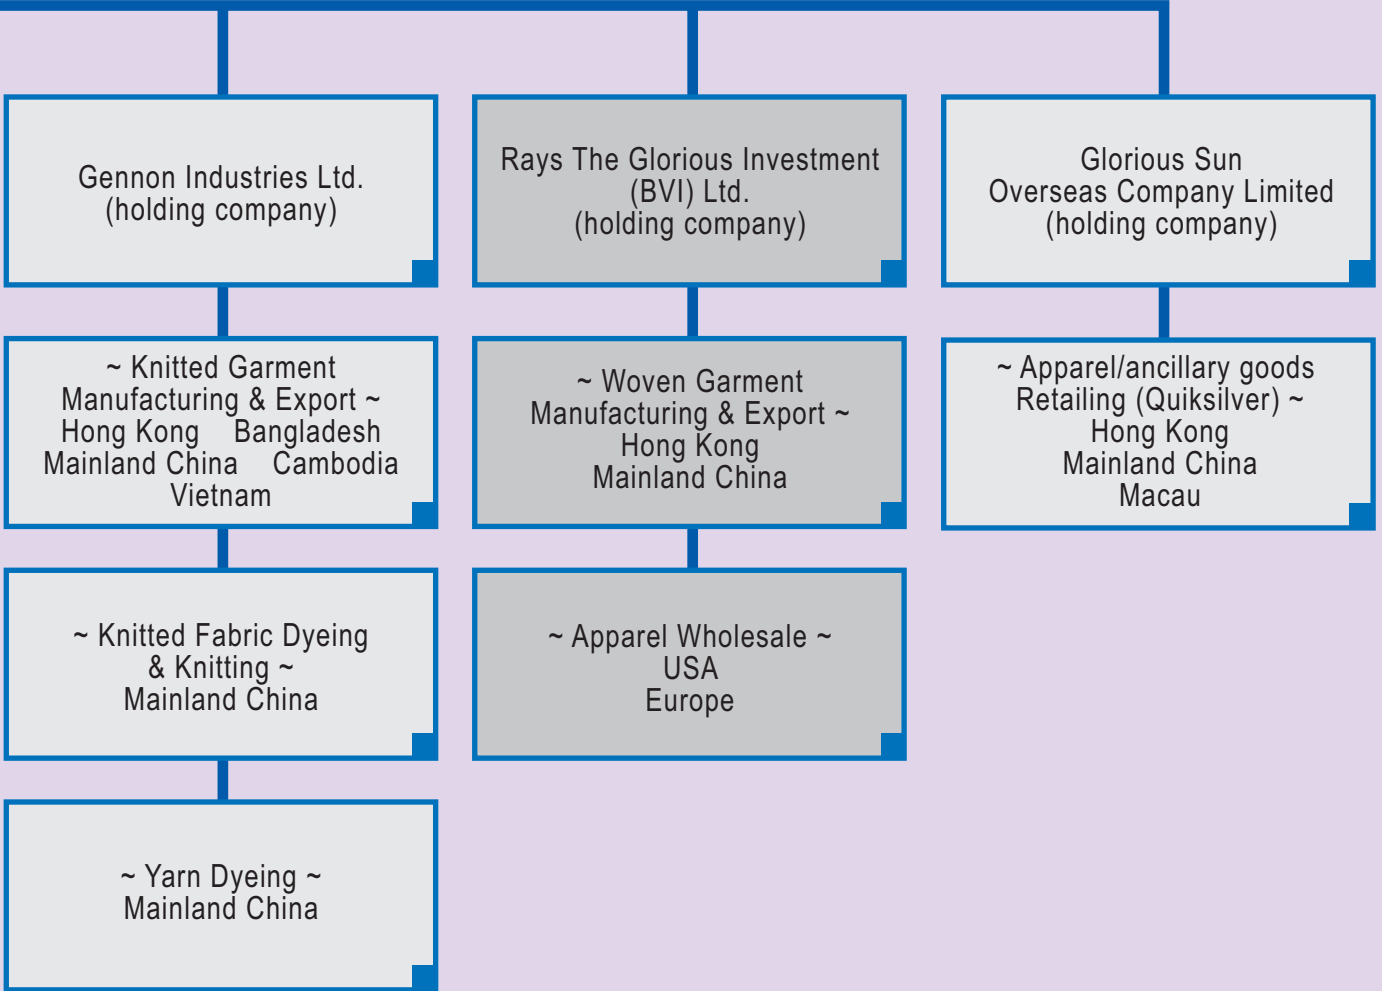 Gennon Industries Ltd.
(holding company)
Rays The Glorious Investment
(BVI) Ltd.
(holding company)
Glorious Sun
Overseas Company Limited
(holding company)
~ Knitted Garment
Manufacturing & Export ~
Hong Kong Bangladesh
Mainland China Cambodia
Vietnam
~ Woven Garment
Manufacturing & Export ~
Hong Kong
Mainland China
~ Apparel/ancillary goods
Retailing (Quiksilver) ~
Hong Kong
Mainland China
Macau
~ Knitted Fabric Dyeing
& Knitting ~
Mainland China
~ Apparel Wholesale ~
USA
Europe
~ Yarn Dyeing ~
Mainland China